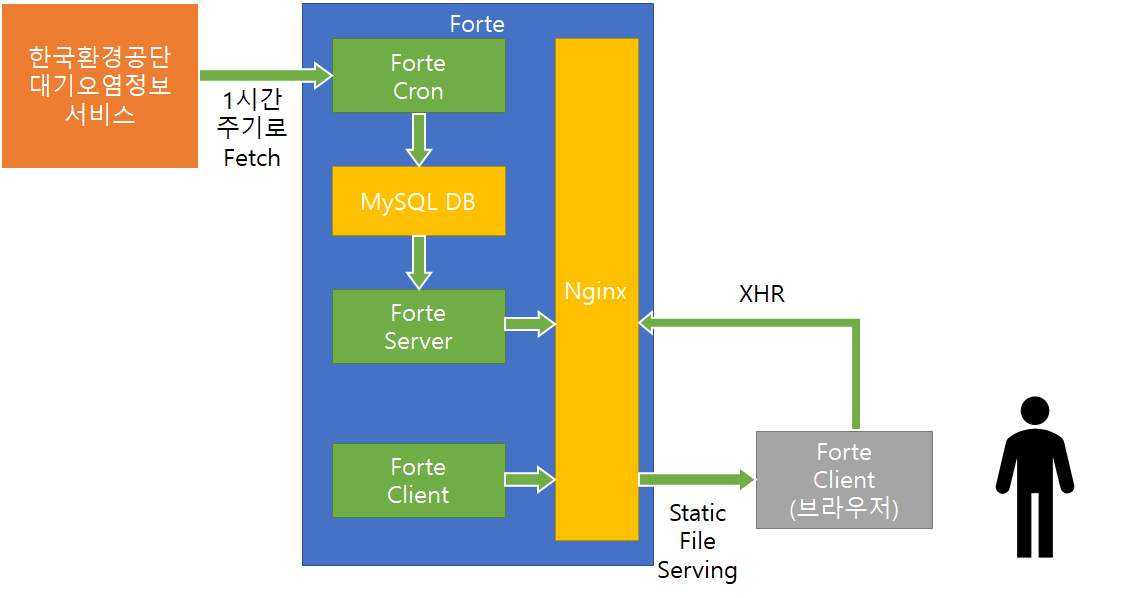 한국환경공단
대기오염정보
서비스
1시간
주기로
Fetch
Forte
Forte
Cron
MySQL DB
Forte
Server
Forte
Client
Nginx
XHR
Static
File
Serving
Forte
Client
(브라우저)